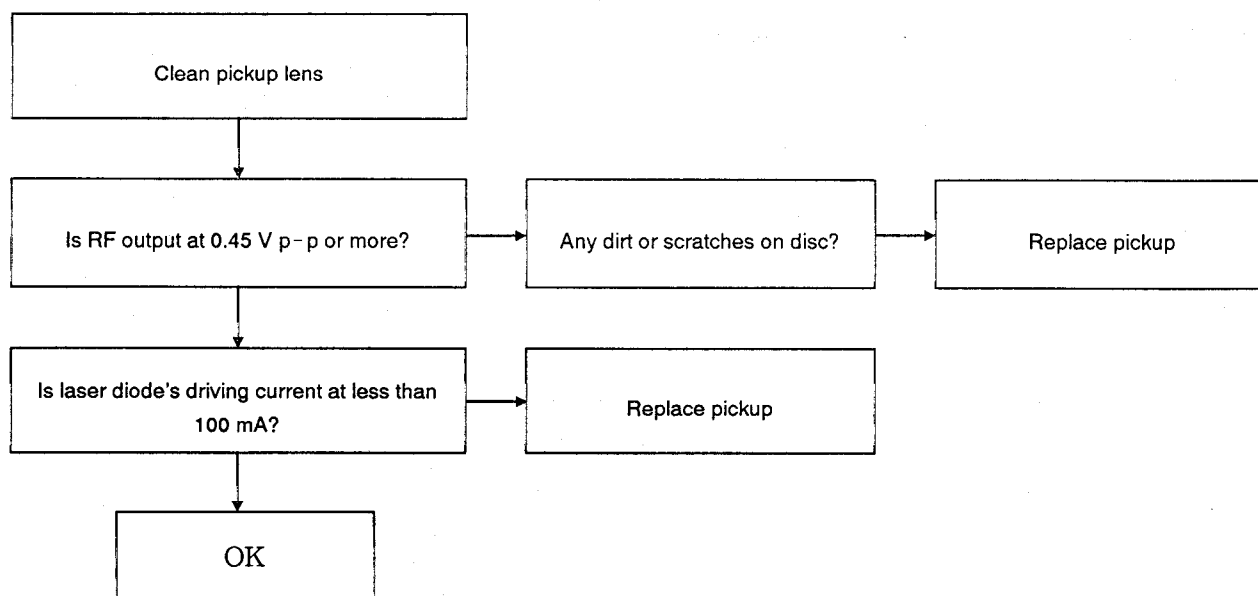 Clean pickup lens
Is RF output at 0.45 V p-p or more?
Any dirt or scratches on disc?
Replace pickup
Is laser diode's driving current at less than
100 mA?
Replace pickup
OK